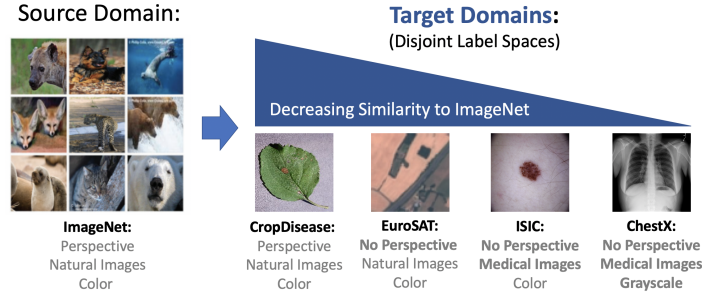 Source Domain:
Target Domains:
(Disjoint Label Spaces)
Decreasing Similarity to ImageNet
ImageNet:
Perspective
Natural Images
Color
CropDisease:
Perspective
Natural Images
Color
EuroSAT:
No Perspective
Natural Images
Color
ISIC:
No Perspective
Medical Images
Color
ChestX:
No Perspective
Medical Images
Grayscale